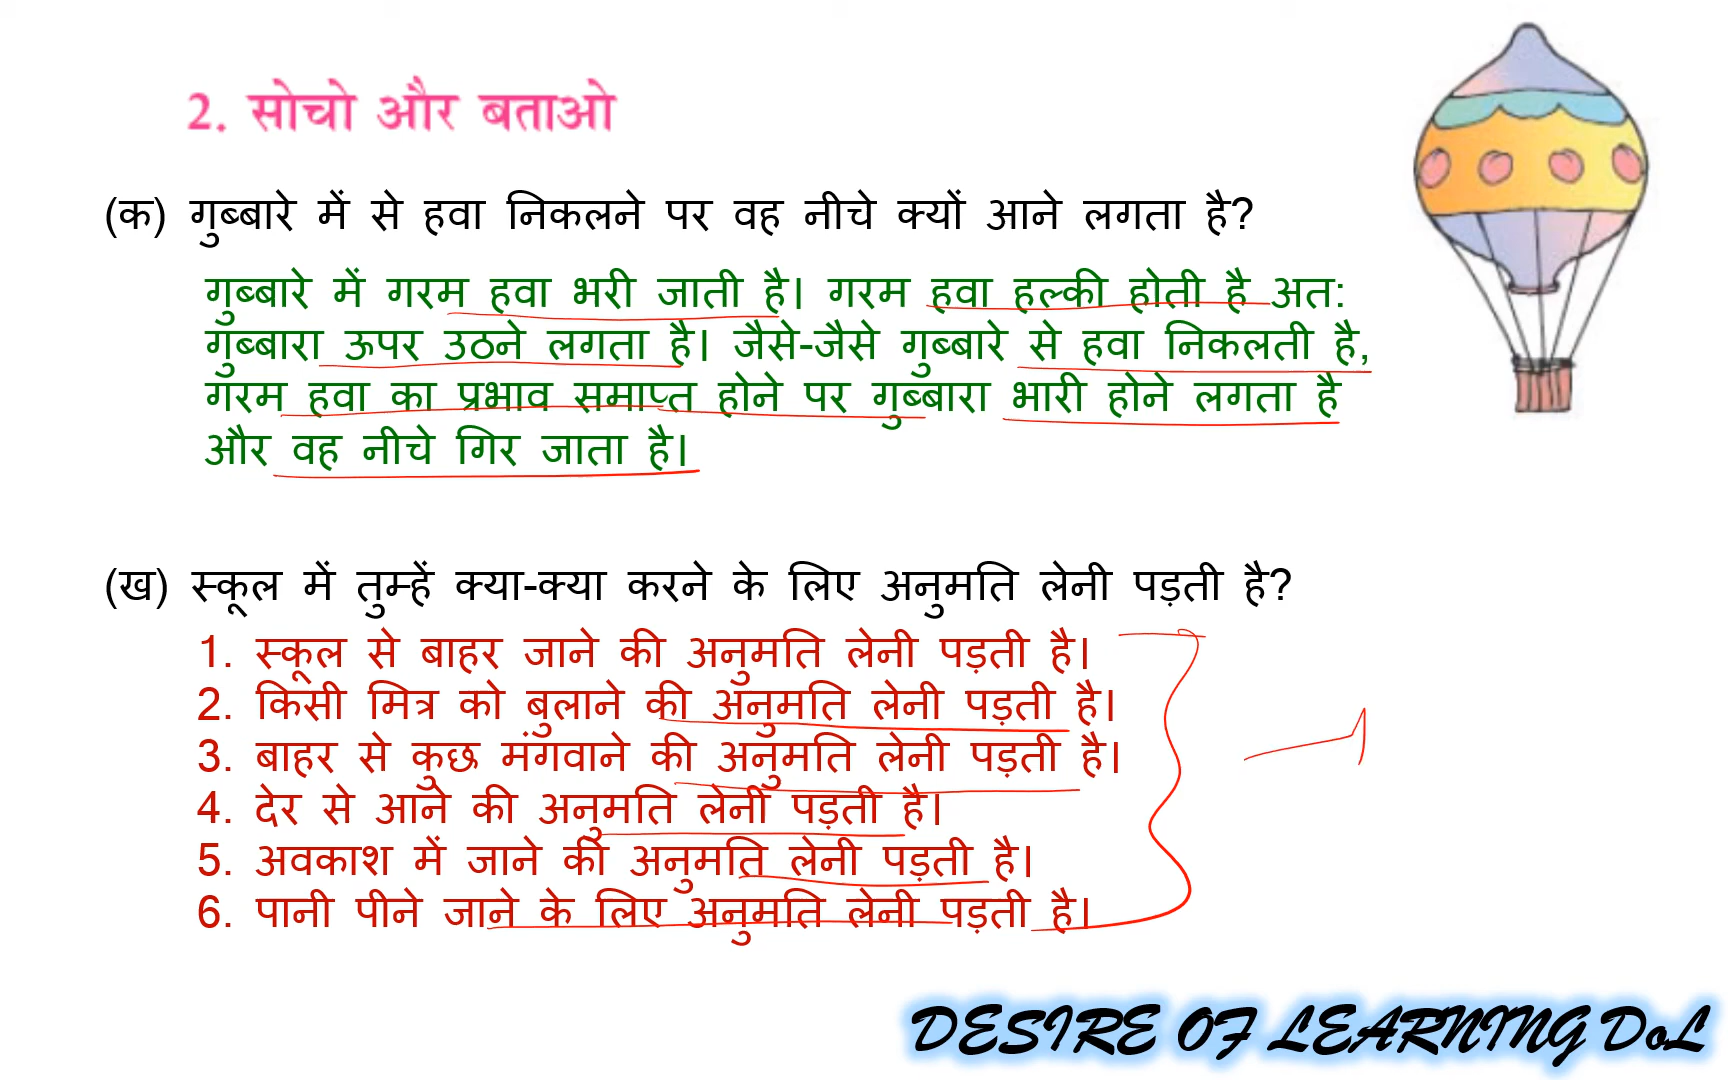 2. सोचो और बताओ
(क) गुब्बारे में से हवा निकलने पर वह नीचे क्यों आने लगता है?
गुब्बारे में गरम हवा भरी जाती है। गरम हवा हल्की होती है अत:
गुब्बारा ऊपर उठने लगता है। जैसे-जैसे गुब्बारे से हवा निकलती है,
गरम हवा का प्रभाव समाप्त होने पर गुब्बारा भारी होने लगता है
और वह नीचे गिर जाता है।
(ख) स्कूल में तुम्हें क्या-क्या करने के लिए अनुमति लेनी पड़ती है?
1. स्कूल से बाहर जाने की अनुमति लेनी पड़ती है।
2. किसी मित्र को बुलाने की अनुमति लेनी पड़ती है।
3. बाहर से कुछ मंगवाने की अनुमति लेनी पड़ती है।
4. देर से आने की अनुमति लेनी पड़ती है।
5. अवकाश में जाने की अनुमति लेनी पड़ती है।
6. पानी पीने जाने के लिए अनुमति लेनी पड़ती है।
DESIRE OF LEARNING DoL